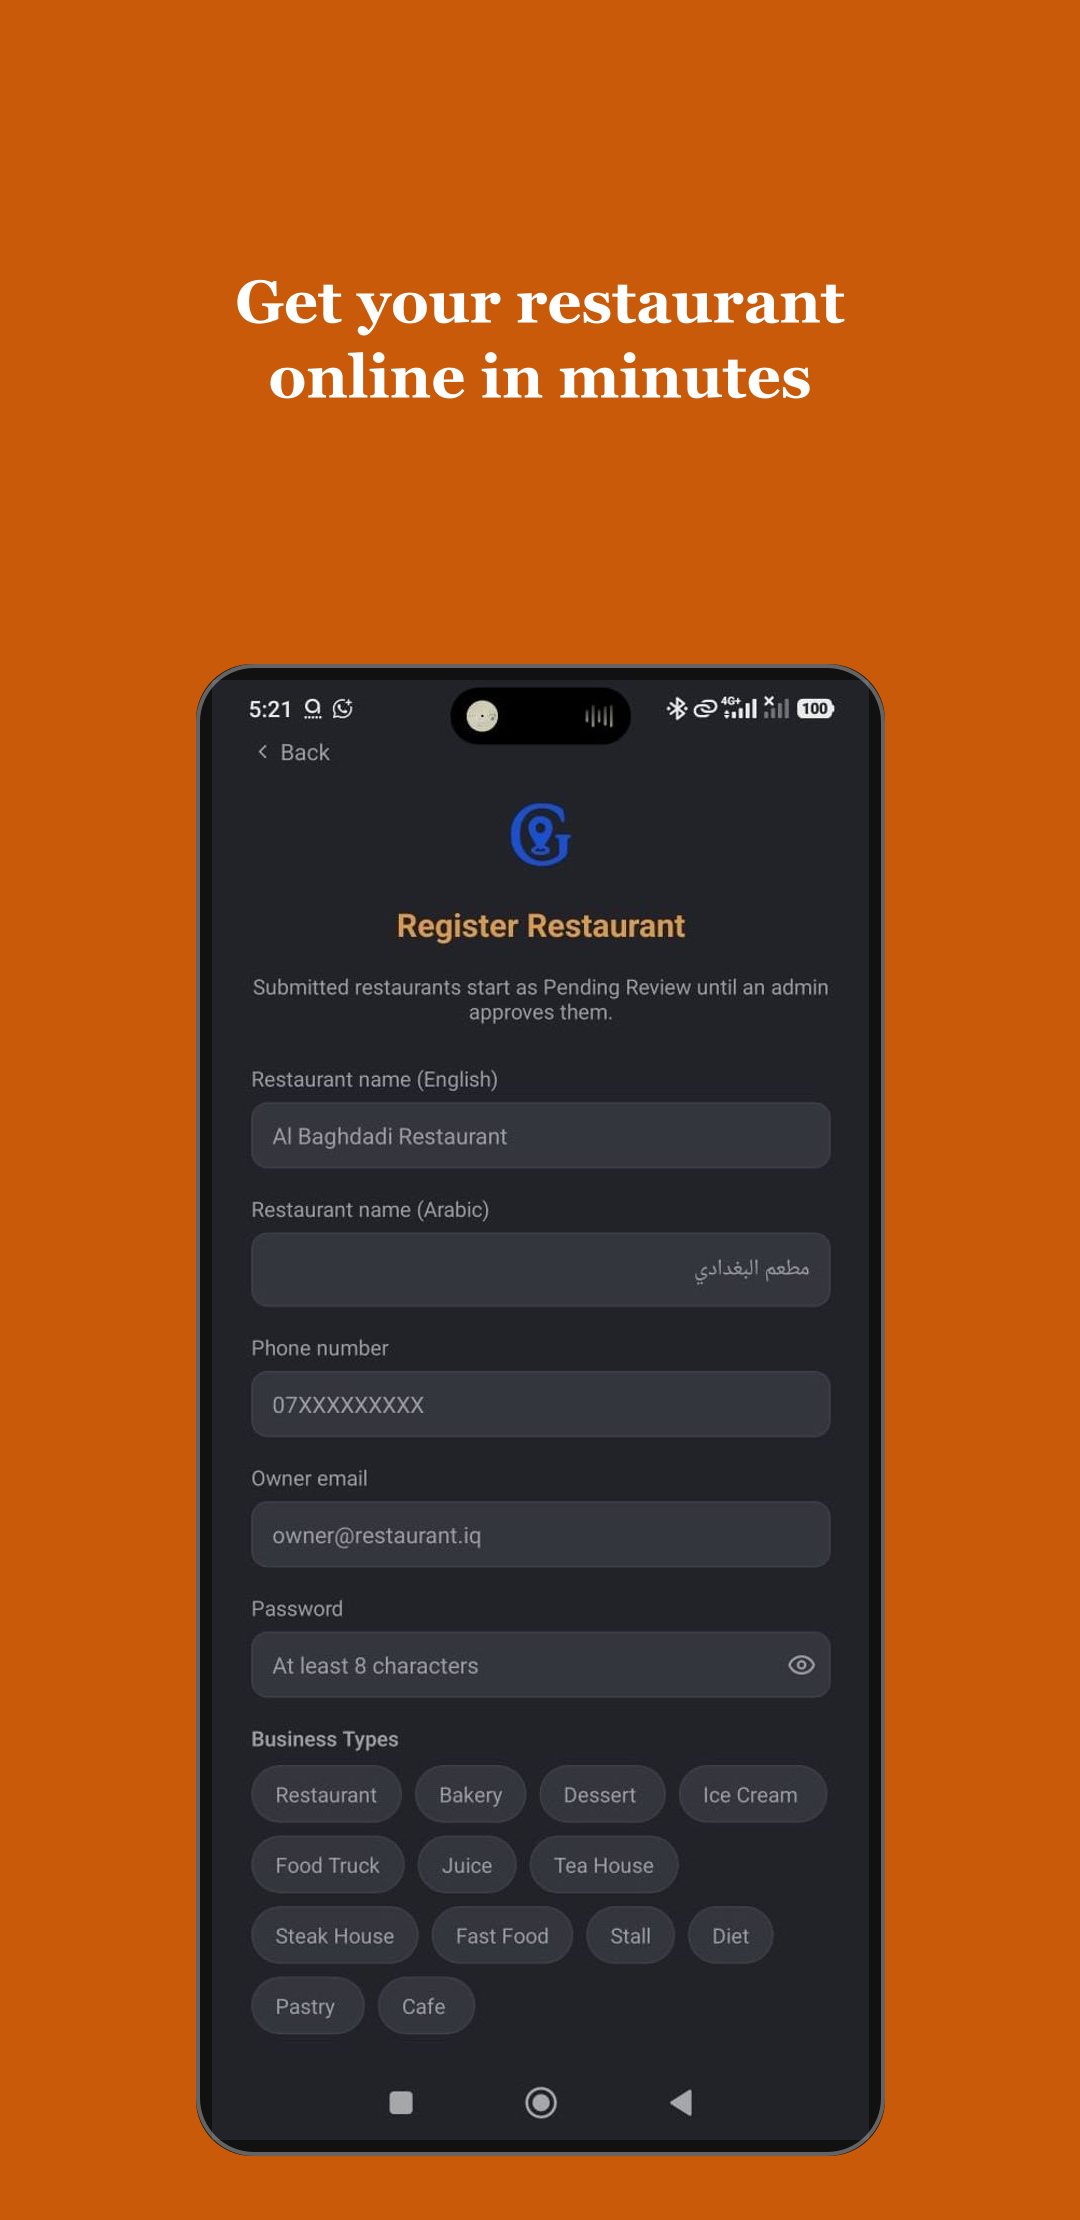 Get your restaurant
online in minutes
5:21
4G+
100
Back
Register Restaurant
Submitted restaurants start as Pending Review until an admin
approves them.
Restaurant name (English)
Al Baghdadi Restaurant
Restaurant name (Arabic)
مطعم البغدادي
Phone number
07XXXXXXXXX
Owner email
owner@restaurant.iq
Password
At least 8 characters
Business Types
Restaurant Bakery Dessert Ice Cream
Food Truck Juice Tea House
Steak House Fast Food Stall Diet
Pastry Cafe